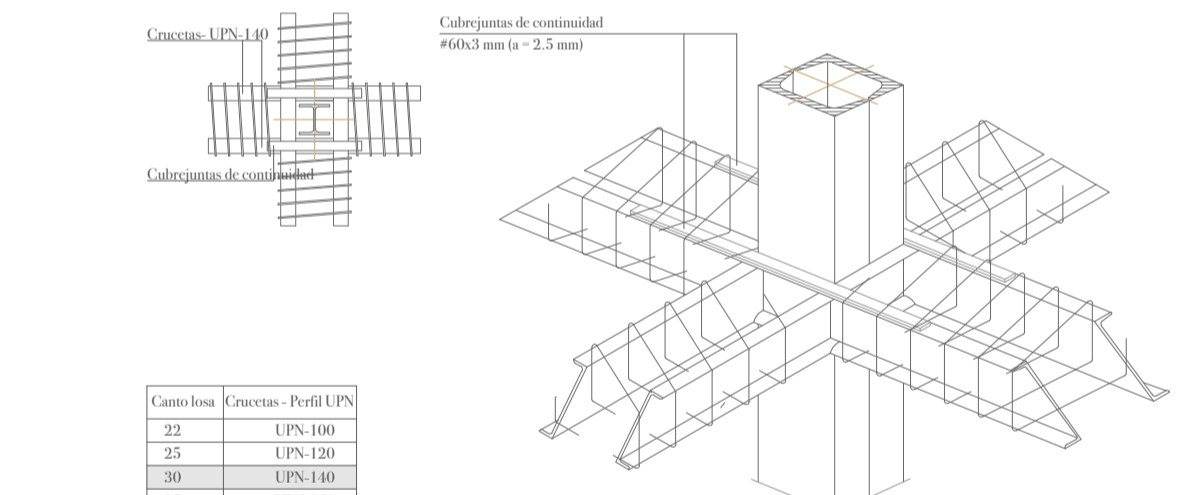 Crucetas- UPN-140
Cubrejuntas de continuidad
#60x3 mm (a = 2.5 mm)
Cubrejuntas de continuidad
Canto losa Crucetas - Perfil UPN
22 UPN-100
25 UPN-120
30 UPN-140